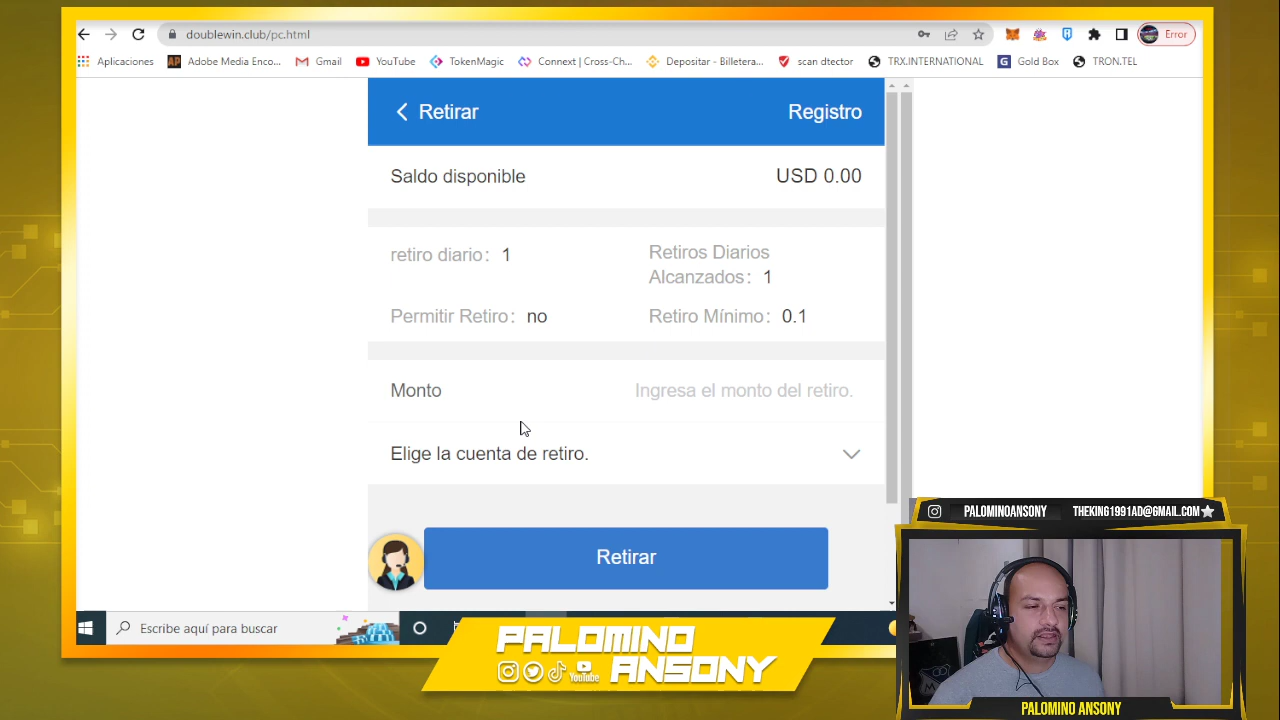 doublewin.club/pc.html
Error
Aplicaciones
Adobe Media Enco...
Gmail
YouTube
TokenMagic
Connext | Cross-Ch...
Depositar - Billetera...
scan dtector
TRX.INTERNATIONAL
Gold Box
TRON.TEL
Retirar
Registro
Saldo disponible
USD 0.00
retiro diario: 1
Retiros Diarios
Alcanzados: 1
Permitir Retiro: no
Retiro Mínimo: 0.1
Monto
Ingresa el monto del retiro.
Elige la cuenta de retiro.
Retirar
PALOMINOANSONY
THEKING1991AD@GMAIL.COM
Escribe aquí para buscar
PALOMINO
ANSONY
YouTube
PALOMINO ANSONY